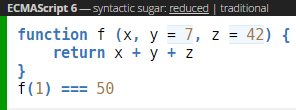 ECMAScript 6 — syntactic sugar: reduced | traditional
function f (x, y = 7, z = 42) {
    return x + y + z
}
f(1) === 50